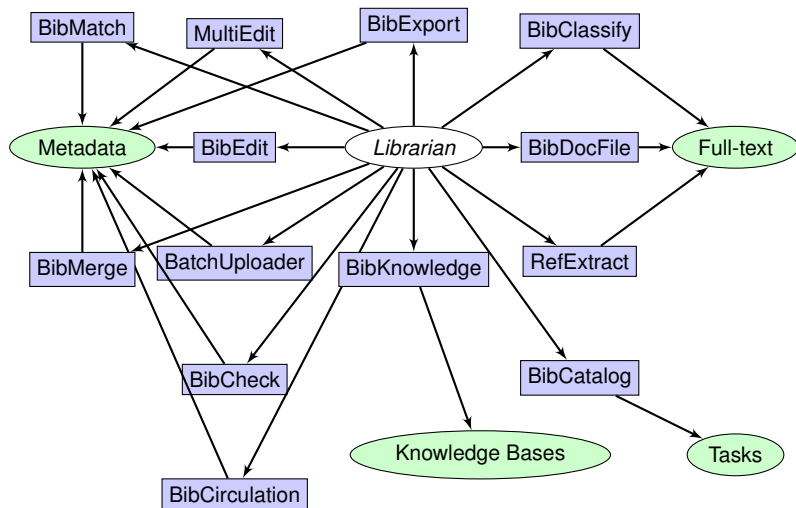 BibMatch
MultiEdit
BibExport
BibClassify
Metadata
BibEdit
Librarian
BibDocFile
Full-text
BibMerge
BatchUploader
BibKnowledge
RefExtract
BibCheck
BibCatalog
Knowledge Bases
Tasks
BibCirculation